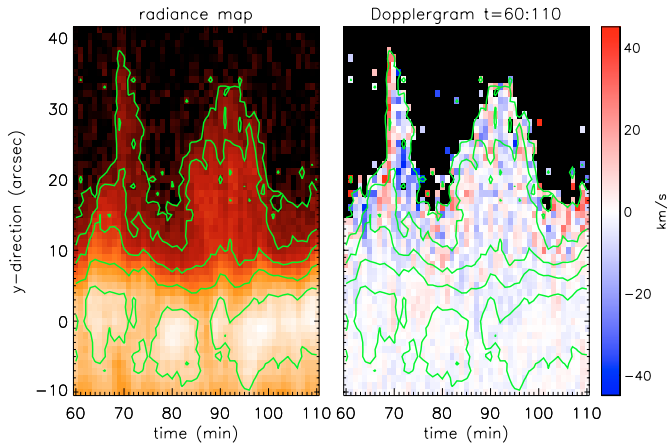 radiance map
Dopplergram t=60:110
y-direction (arcsec)
40
30
20
10
0
−10
60 70 80 90 100 110
time (min)
60 70 80 90 100 110
time (min)
40
20
0
−20
−40
km/s